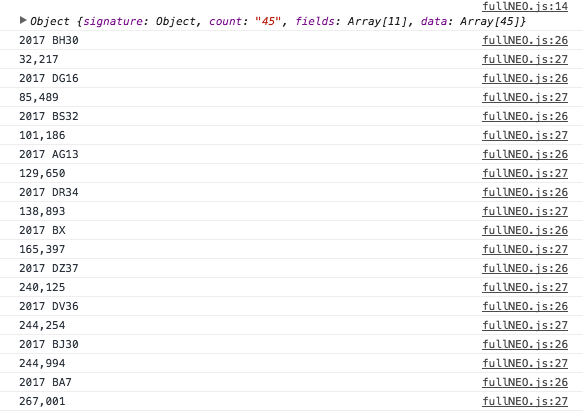 fullNEO.js:14
Object {signature: Object, count: "45", fields: Array[11], data: Array[45]}
2017 BH30 fullNEO.js:26
32,217 fullNEO.js:27
2017 DG16 fullNEO.js:26
85,489 fullNEO.js:27
2017 BS32 fullNEO.js:26
101,186 fullNEO.js:27
2017 AG13 fullNEO.js:26
129,650 fullNEO.js:27
2017 DR34 fullNEO.js:26
138,893 fullNEO.js:27
2017 BX fullNEO.js:26
165,397 fullNEO.js:27
2017 DZ37 fullNEO.js:26
240,125 fullNEO.js:27
2017 DV36 fullNEO.js:26
244,254 fullNEO.js:27
2017 BJ30 fullNEO.js:26
244,994 fullNEO.js:27
2017 BA7 fullNEO.js:26
267,001 fullNEO.js:27